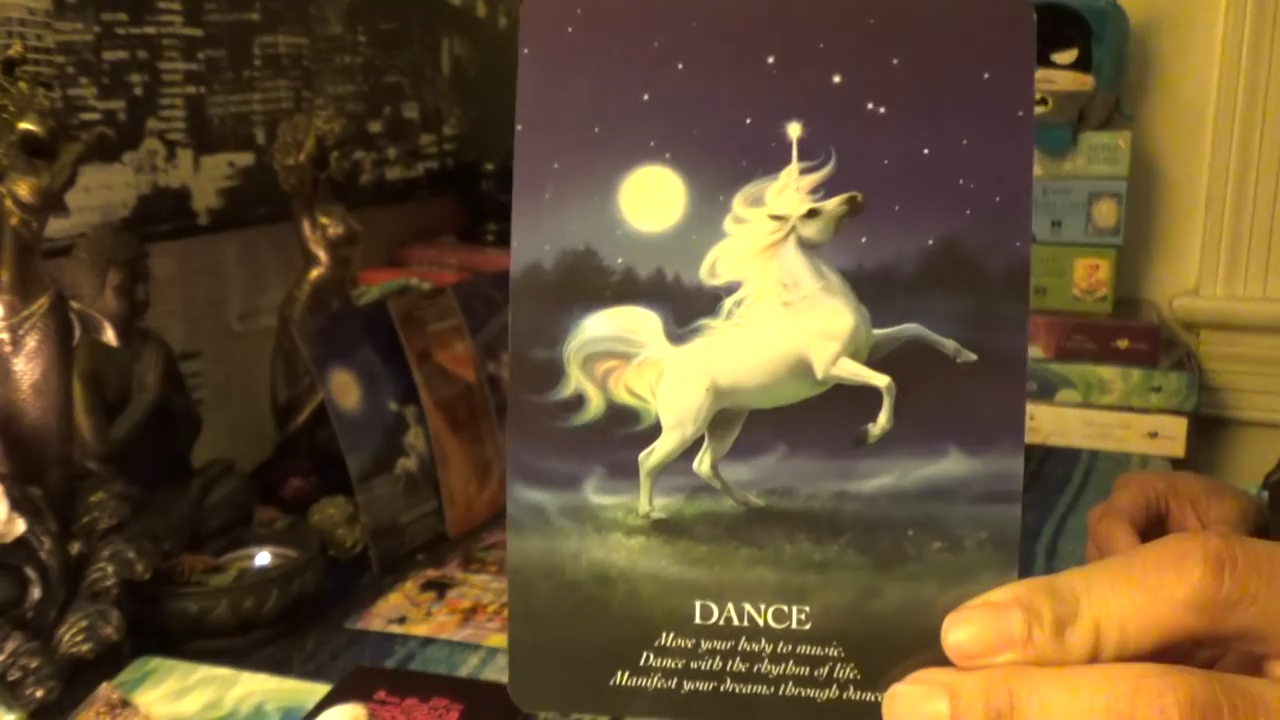 DANCE
Move your body to music.
Dance with the rhythm of life.
Manifest your dreams through dance